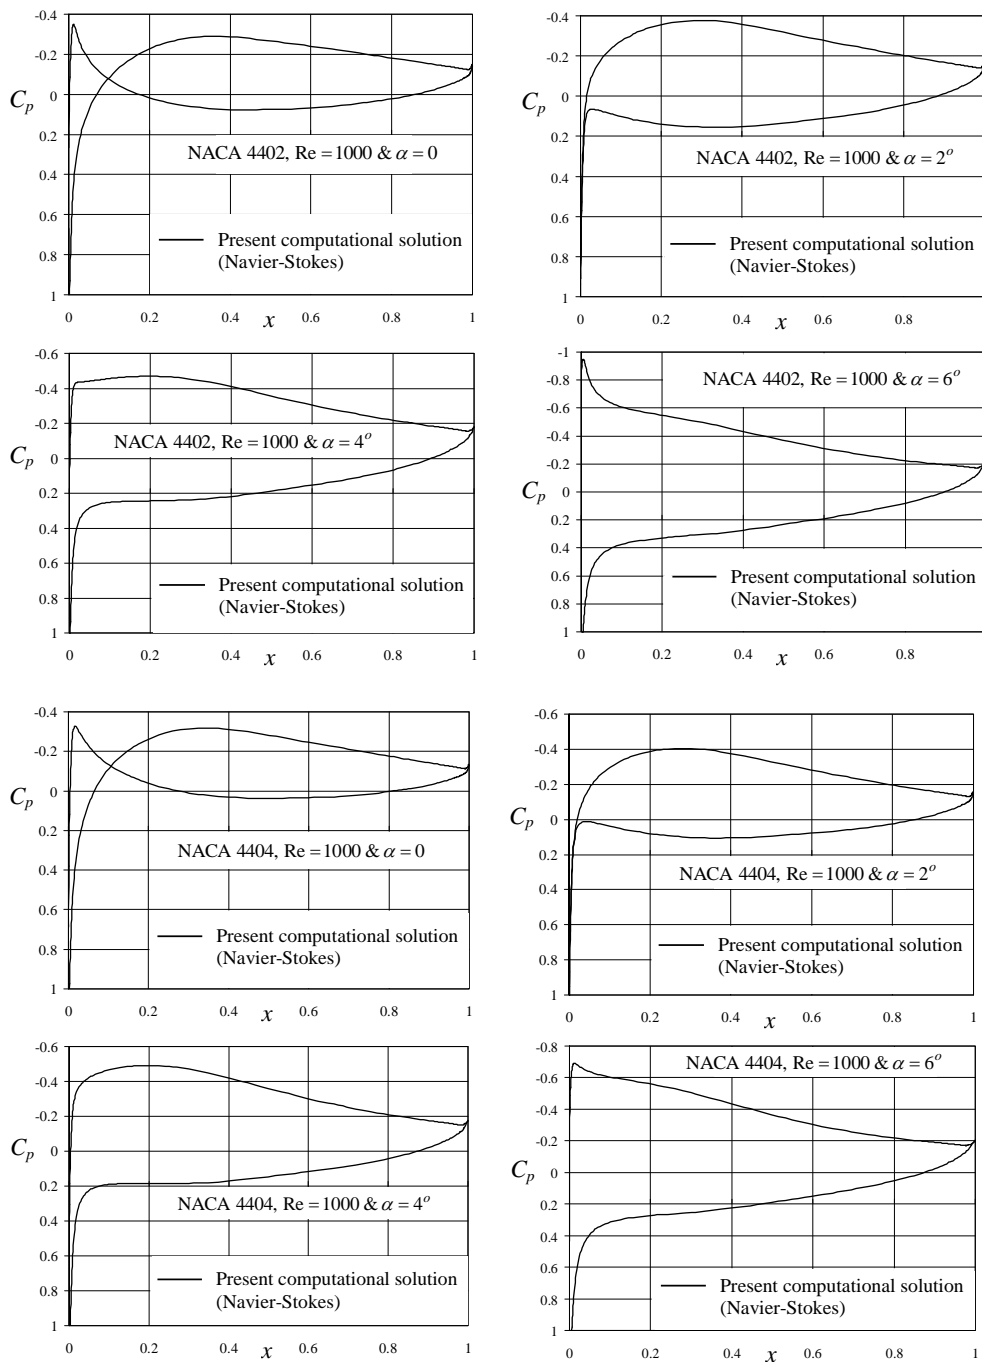 -0.4
-0.2
0
0.2
0.4
0.6
0.8
1
C_p
NACA 4402, Re = 1000 & α = 0
Present computational solution
(Navier-Stokes)
0 0.2 0.4 0.6 0.8 1
x
-0.4
-0.2
0
0.2
0.4
0.6
0.8
1
C_p
NACA 4402, Re = 1000 & α = 2°
Present computational solution
(Navier-Stokes)
0 0.2 0.4 0.6 0.8
x
-0.6
-0.4
-0.2
0
0.2
0.4
0.6
0.8
1
C_p
NACA 4402, Re = 1000 & α = 4°
Present computational solution
(Navier-Stokes)
0 0.2 0.4 0.6 0.8 1
x
-1
-0.8
-0.6
-0.4
-0.2
0
0.2
0.4
0.6
0.8
1
C_p
NACA 4402, Re = 1000 & α = 6°
Present computational solution
(Navier-Stokes)
0 0.2 0.4 0.6 0.8
x
-0.4
-0.2
0
0.2
0.4
0.6
0.8
1
C_p
NACA 4404, Re = 1000 & α = 0
Present computational solution
(Navier-Stokes)
0 0.2 0.4 0.6 0.8 1
x
-0.6
-0.4
-0.2
0
0.2
0.4
0.6
0.8
1
C_p
NACA 4404, Re = 1000 & α = 2°
Present computational solution
(Navier-Stokes)
0 0.2 0.4 0.6 0.8 1
x
-0.6
-0.4
-0.2
0
0.2
0.4
0.6
0.8
1
C_p
NACA 4404, Re = 1000 & α = 4°
Present computational solution
(Navier-Stokes)
0 0.2 0.4 0.6 0.8 1
x
-0.8
-0.6
-0.4
-0.2
0
0.2
0.4
0.6
0.8
1
C_p
NACA 4404, Re = 1000 & α = 6°
Present computational solution
(Navier-Stokes)
0 0.2 0.4 0.6 0.8 1
x